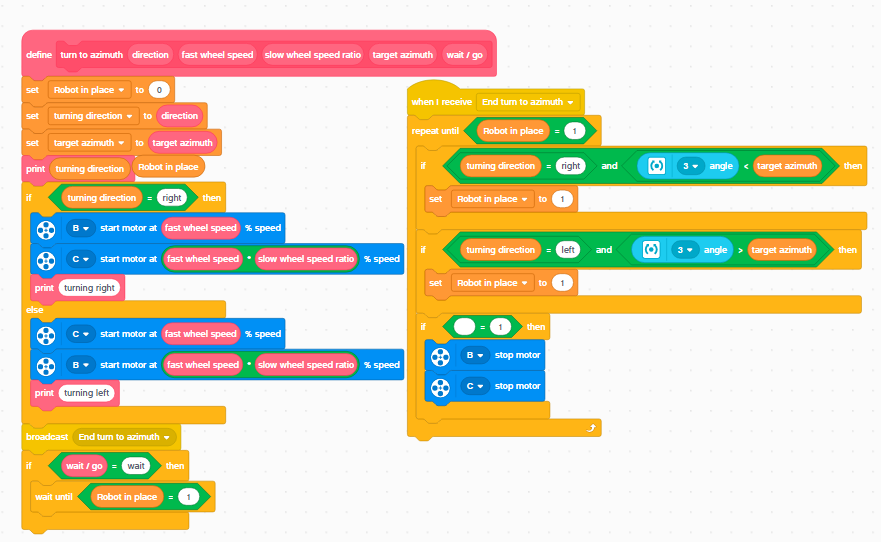 define turn to azimuth direction fast wheel speed slow wheel speed ratio target azimuth wait / go
set Robot in place to 0
set turning direction to direction
set target azimuth to target azimuth
print turning direction Robot in place
if turning direction = right then
B start motor at fast wheel speed % speed
C start motor at fast wheel speed * slow wheel speed ratio % speed
print turning right
else
C start motor at fast wheel speed % speed
B start motor at fast wheel speed * slow wheel speed ratio % speed
print turning left
broadcast End turn to azimuth
if wait / go = wait then
wait until Robot in place = 1
when I receive End turn to azimuth
repeat until Robot in place = 1
if turning direction = right and 3 angle < target azimuth then
set Robot in place to 1
if turning direction = left and 3 angle > target azimuth then
set Robot in place to 1
if = 1 then
B stop motor
C stop motor